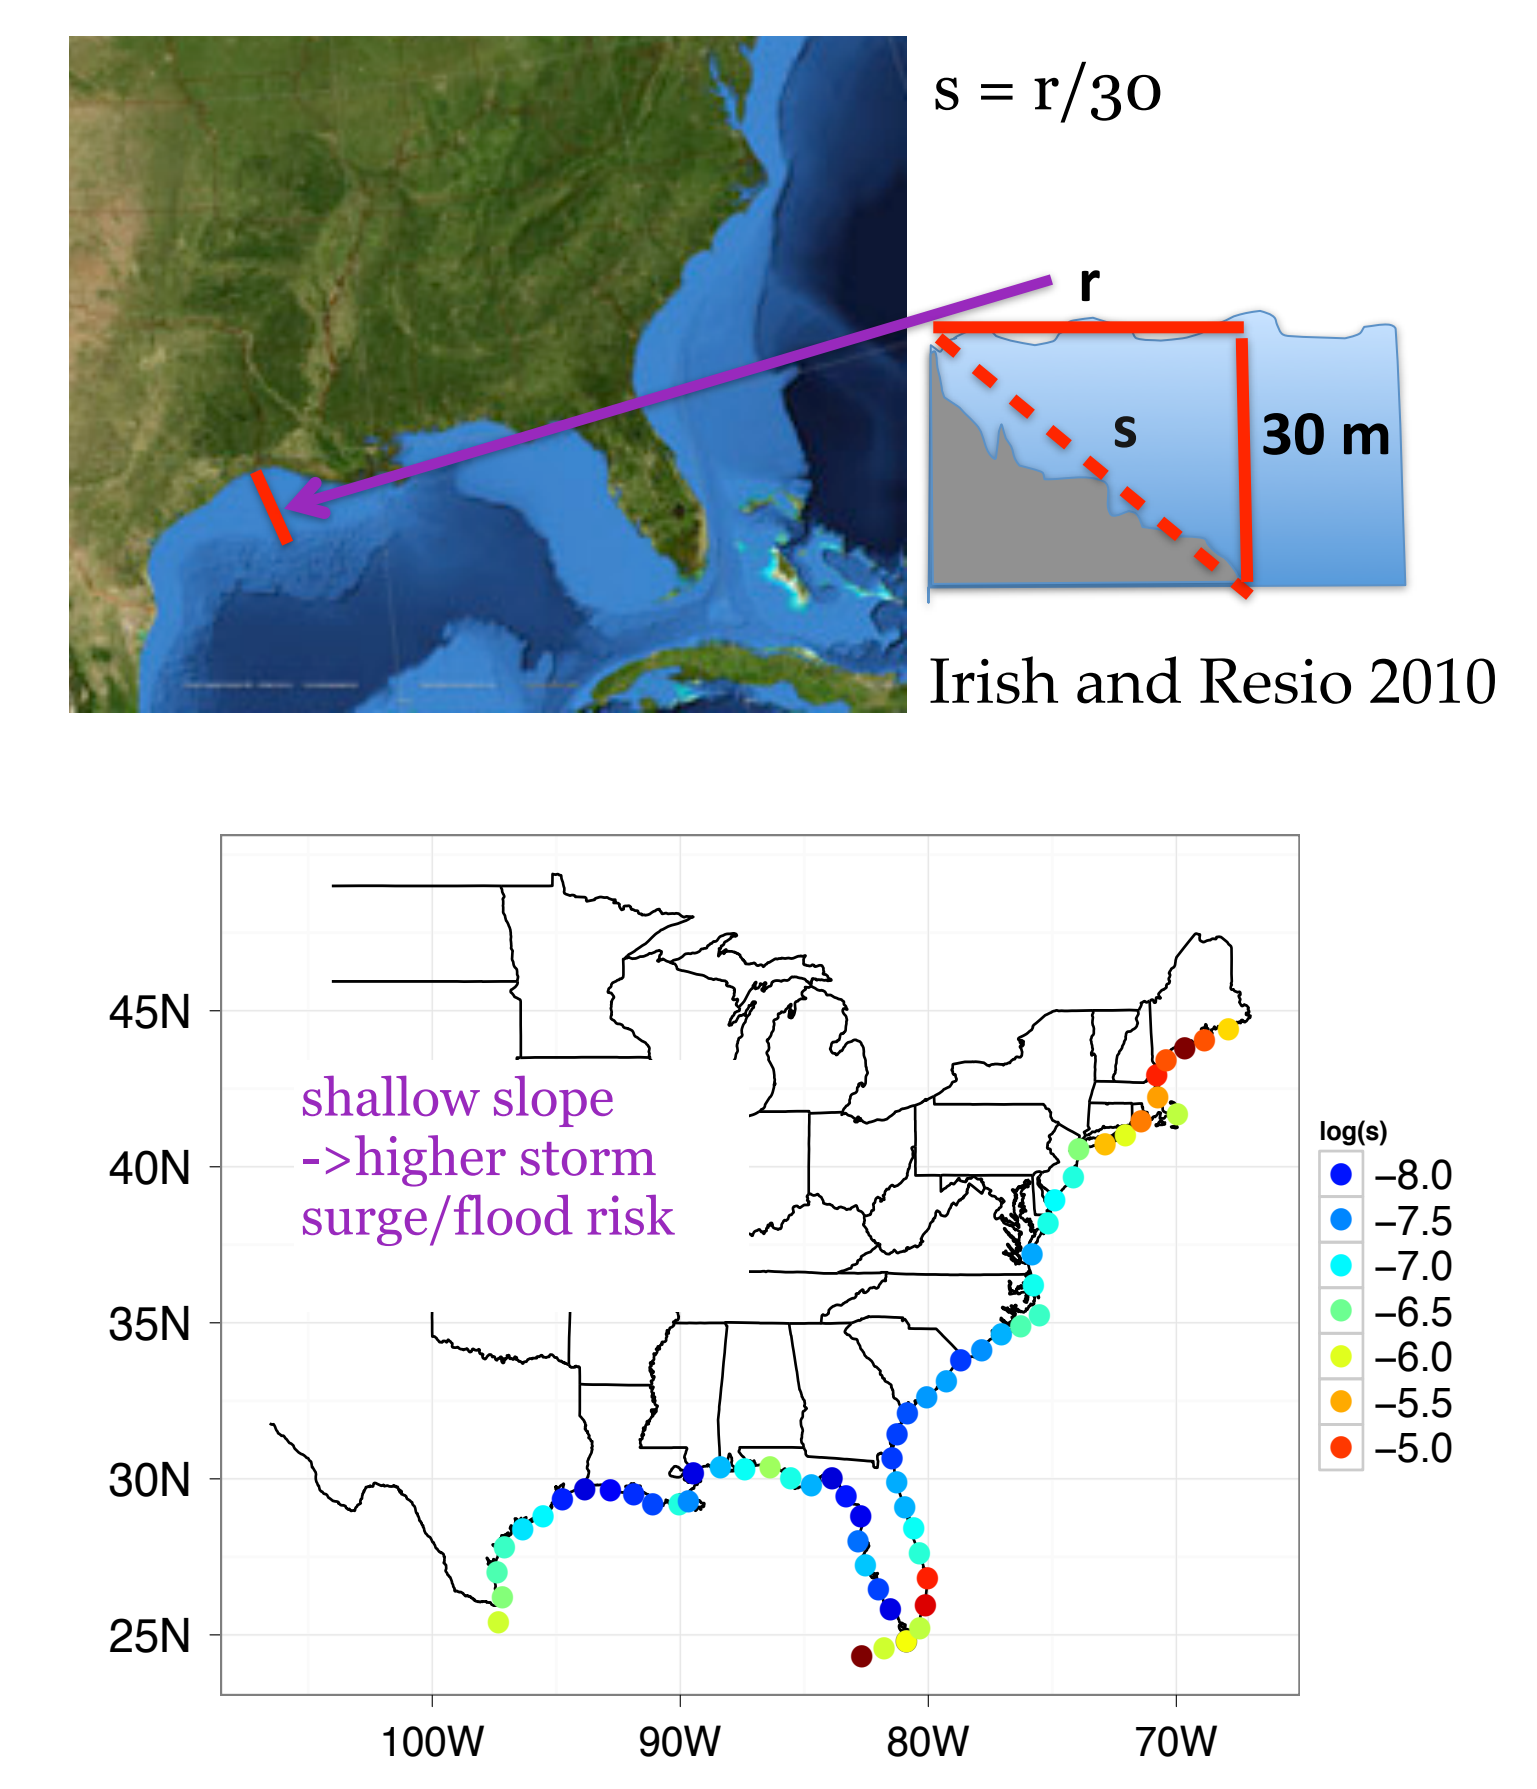 s = r/30
r
s
30 m
Irish and Resio 2010
45N
40N
35N
30N
25N
shallow slope
->higher storm
surge/flood risk
log(s)
−8.0
−7.5
−7.0
−6.5
−6.0
−5.5
−5.0
100W
90W
80W
70W